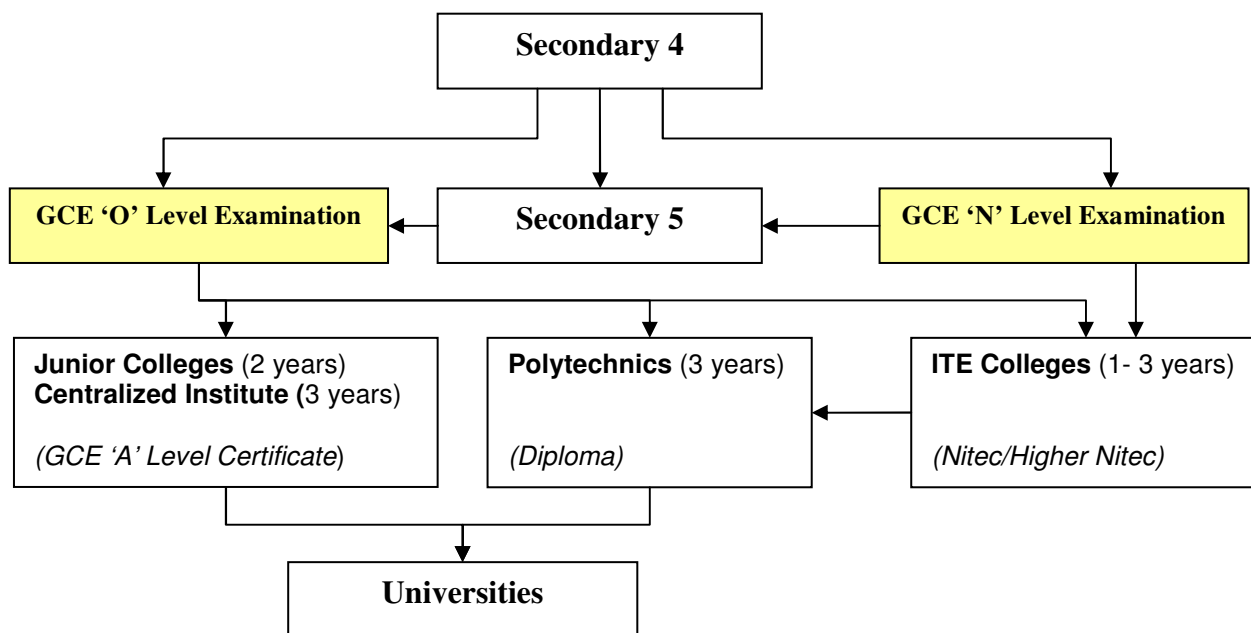 Secondary 4
GCE ‘O’ Level Examination
Secondary 5
GCE ‘N’ Level Examination
Junior Colleges (2 years)
Centralized Institute (3 years)
(GCE ‘A’ Level Certificate)
Polytechnics (3 years)
(Diploma)
ITE Colleges (1- 3 years)
(Nitec/Higher Nitec)
Universities